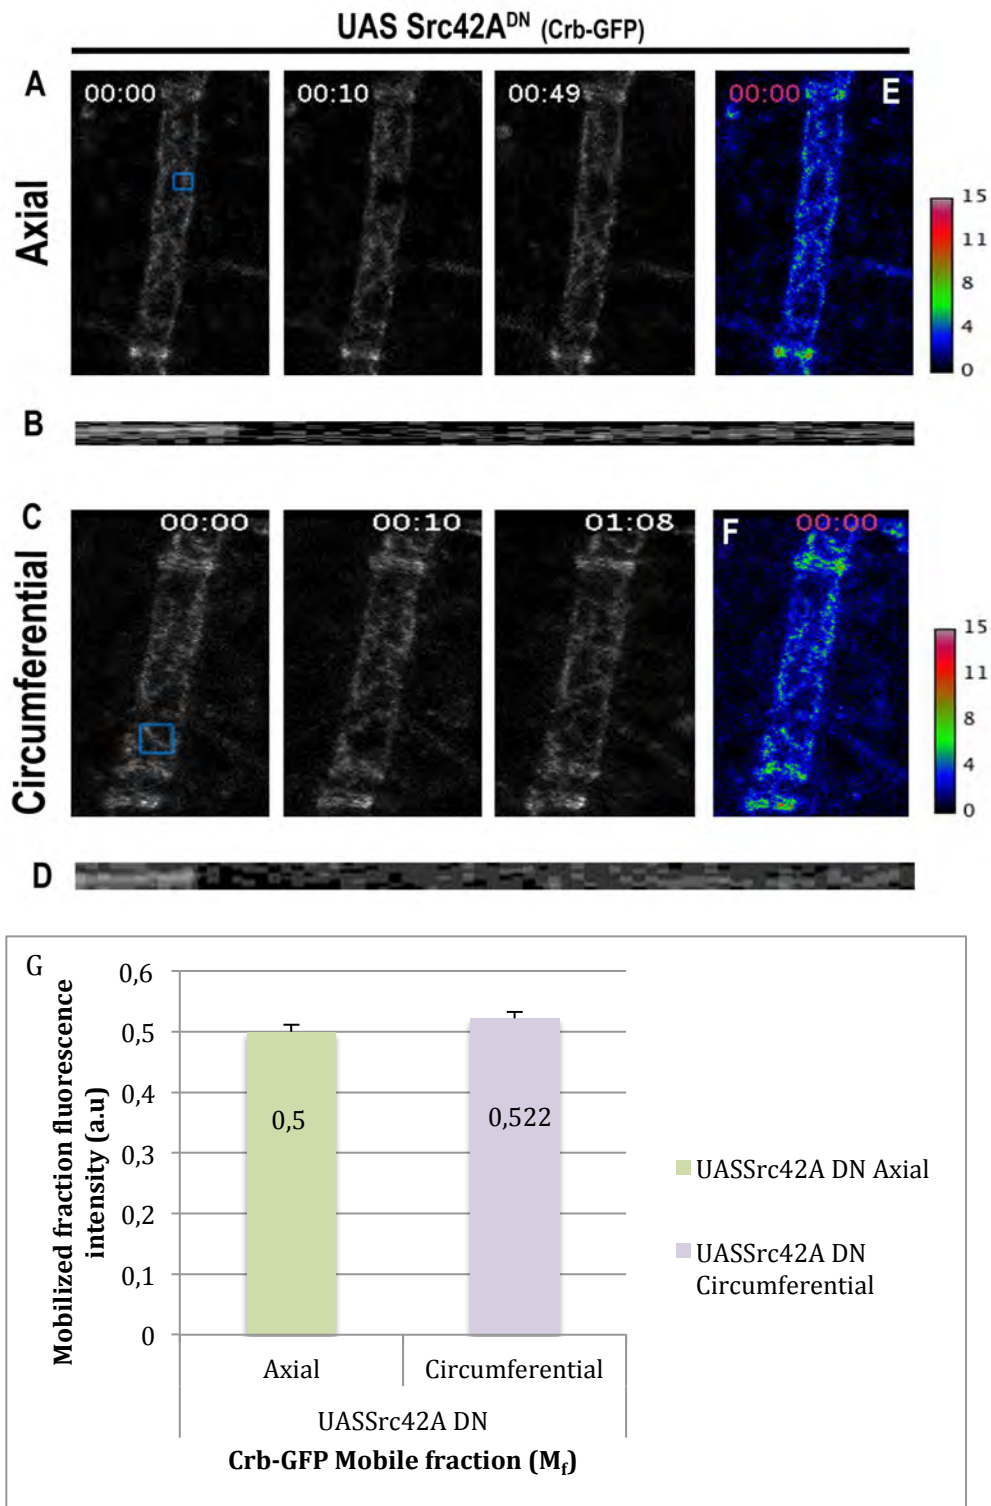 UAS Src42A^DN (Crb-GFP)
A
00:00
00:10
00:49
00:00
E
Axial
15
11
8
4
0
B
C
00:00
00:10
01:08
F
00:00
Circumferential
15
11
8
4
0
D
G
Mobilized fraction fluorescence
intensity (a.u)
0,6
0,5
0,4
0,3
0,2
0,1
0
0,5
0,522
Axial
Circumferential
UASSrc42A DN
Crb-GFP Mobile fraction (M_f)
UASSrc42A DN Axial
UASSrc42A DN
Circumferential